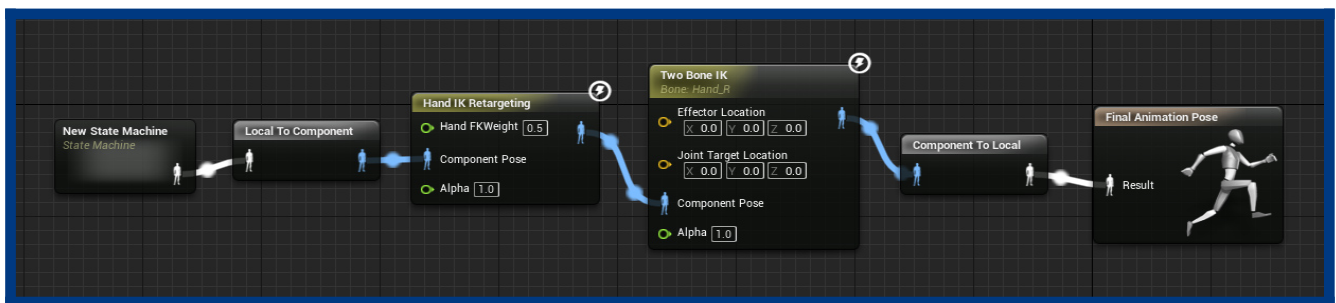 New State Machine
State Machine
Local To Component
Hand IK Retargeting
Hand FKWeight 0.5
Component Pose
Alpha 1.0
Two Bone IK
Bone: Hand_R
Effector Location
X 0.0 Y 0.0 Z 0.0
Joint Target Location
X 0.0 Y 0.0 Z 0.0
Component Pose
Alpha 1.0
Component To Local
Final Animation Pose
Result